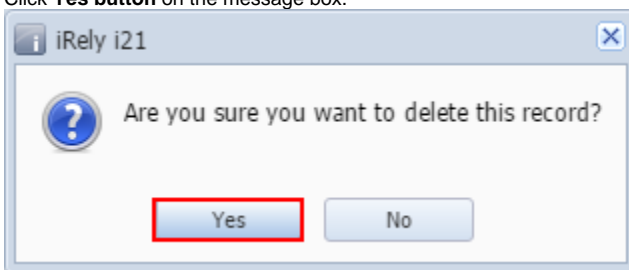 Click Yes button on the message box.
iRely i21
Are you sure you want to delete this record?
Yes No